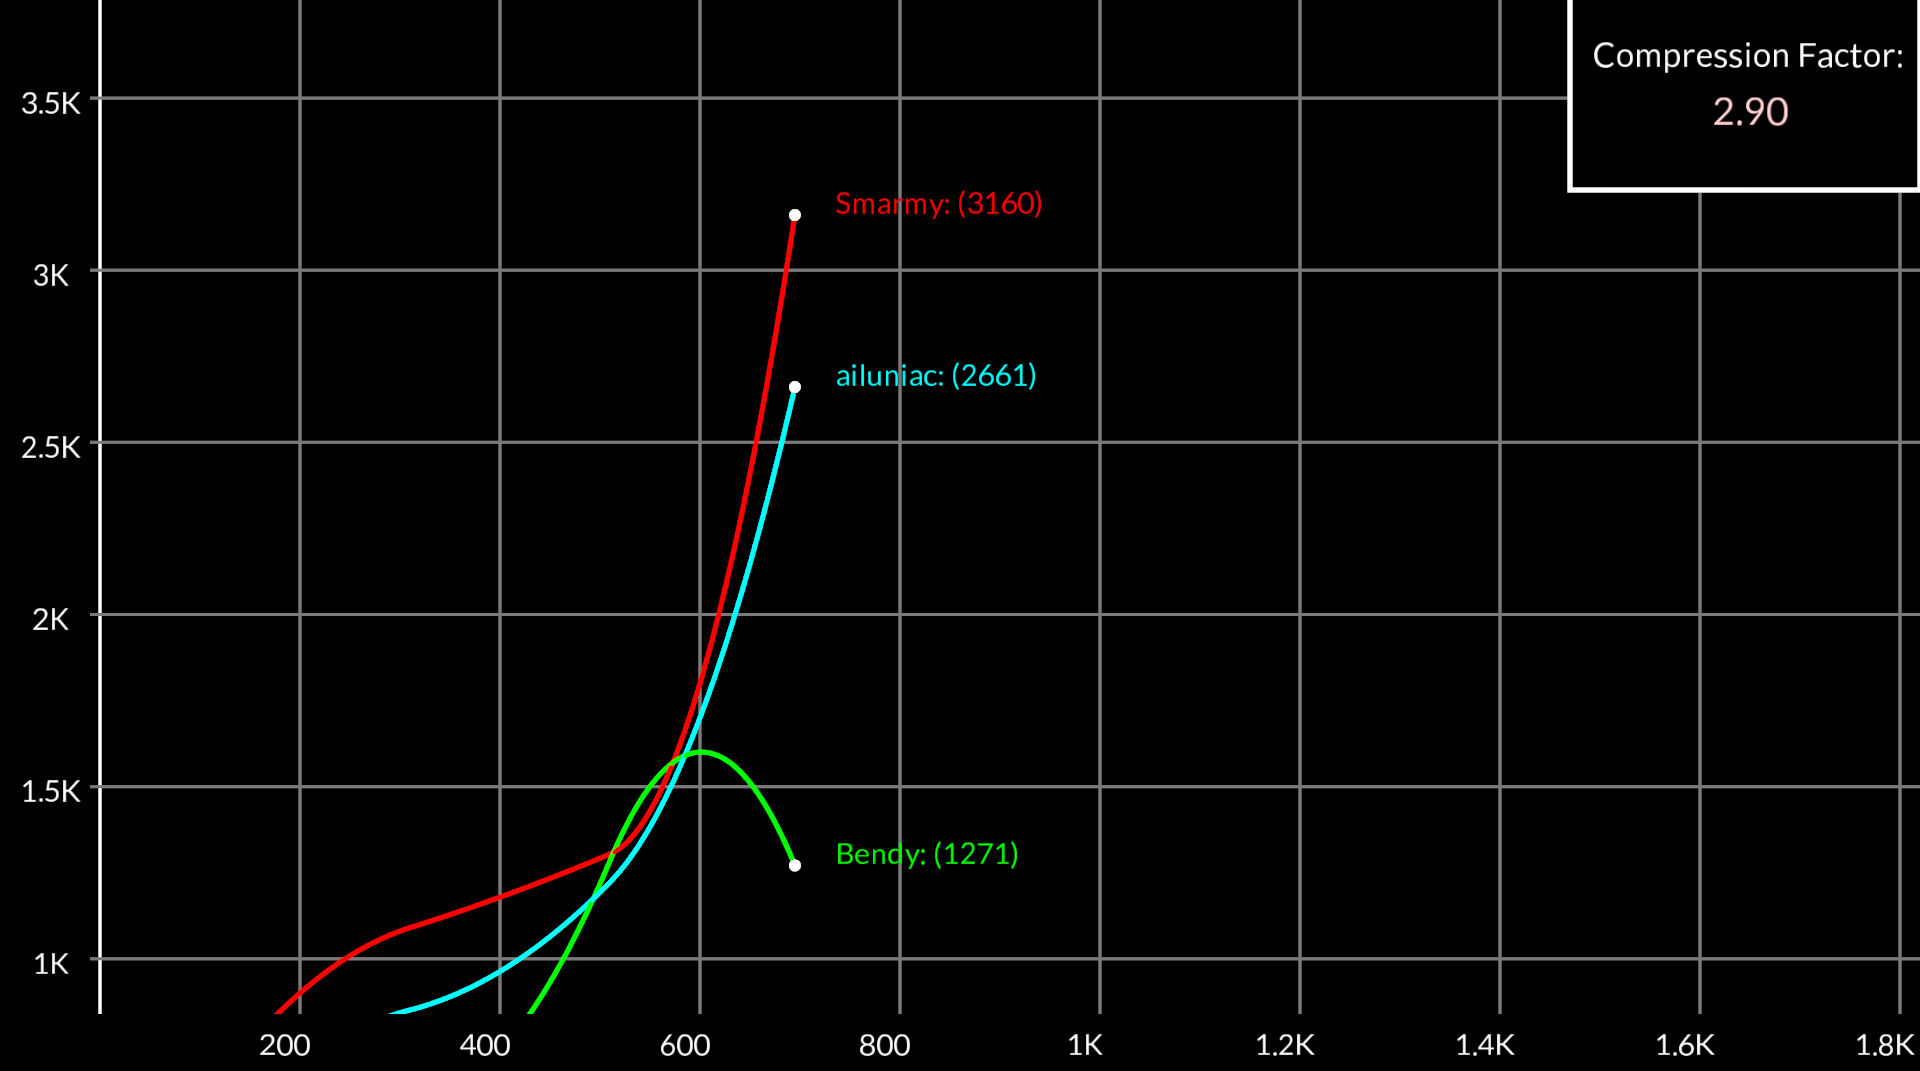 Compression Factor:
2.90
3.5K
Smarmy: (3160)
3K
ailuniac: (2661)
2.5K
2K
1.5K
Bendy: (1271)
1K
200 400 600 800 1K 1.2K 1.4K 1.6K 1.8K